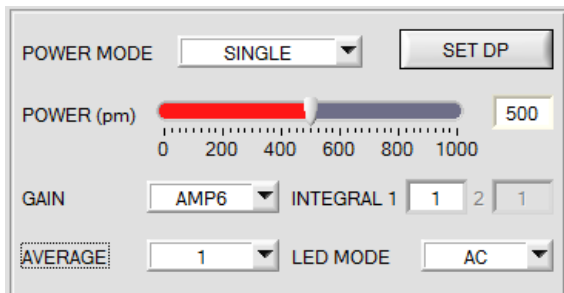 POWER MODE SINGLE SET DP
POWER (pm) 500
0 200 400 600 800 1000
GAIN AMP6 INTEGRAL 1 1 2 1
AVERAGE 1 LED MODE AC